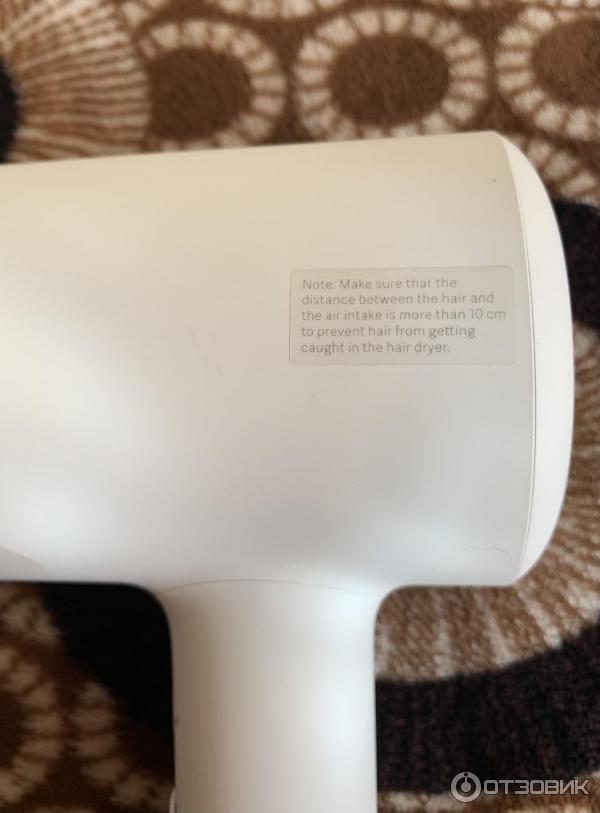 Note: Make sure that the
distance between the hair and
the air intake is more than 10 cm
to prevent hair from getting
caught in the hair dryer.
ОТЗОВИК